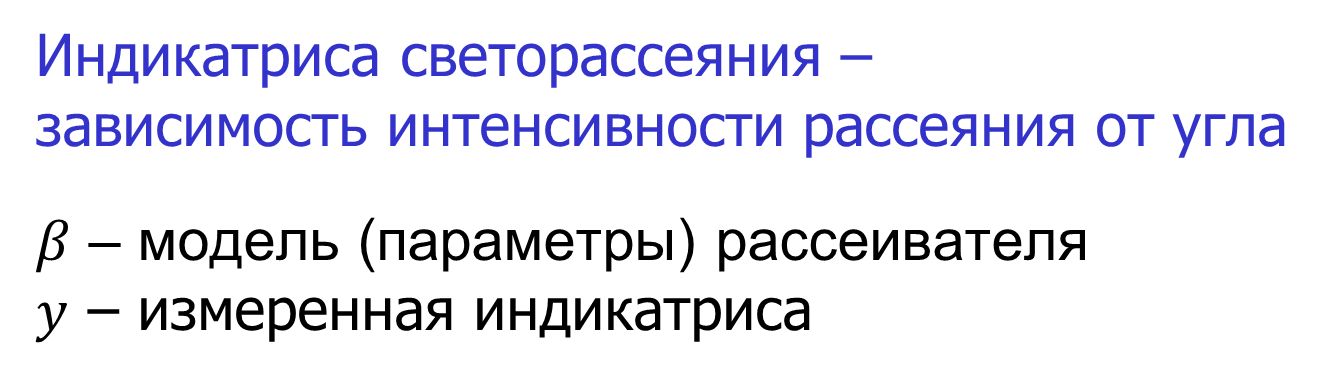 Индикатриса светорассеяния –
зависимость интенсивности рассеяния от угла
β – модель (параметры) рассеивателя
y – измеренная индикатриса